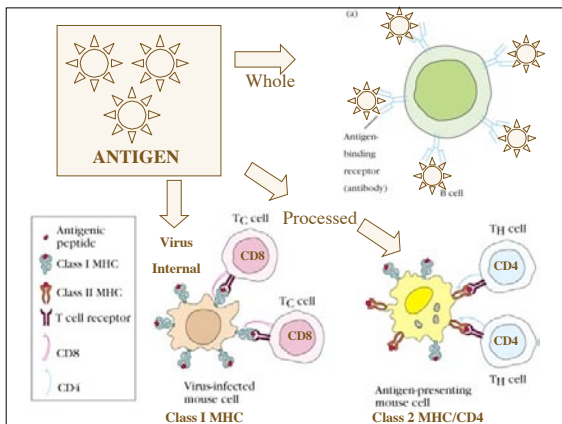 (a)
Whole
ANTIGEN
Antigen-
binding
receptor
(antibody)
B cell
Processed
Virus
Internal
Antigenic
peptide
Class I MHC
Class II MHC
T cell receptor
CD8
CD4
TC cell
CD8
TC cell
CD8
Virus-infected
mouse cell
Class I MHC
TH cell
CD4
CD4
TH cell
Antigen-presenting
mouse cell
Class 2 MHC/CD4